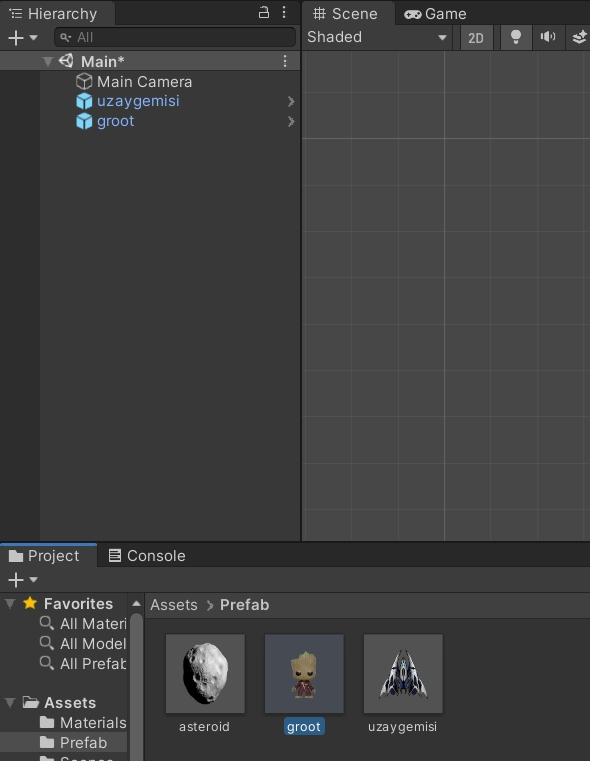 Hierarchy
Scene
Game
All
Shaded
2D
Main*
Main Camera
uzaygemisi
groot
Project
Console
Favorites
All Materi
All Model
All Prefab
Assets
Materials
Prefab
Assets > Prefab
asteroid
groot
uzaygemisi